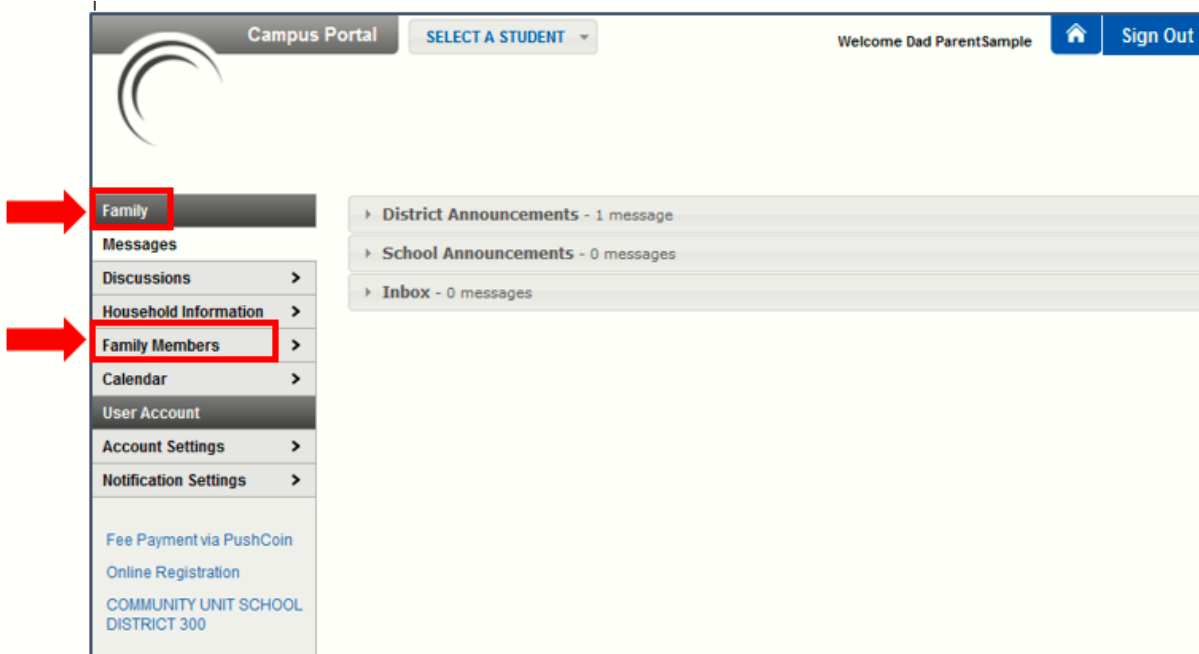 Campus Portal
SELECT A STUDENT
Welcome Dad ParentSample
Sign Out
Family
Messages
Discussions
Household Information
Family Members
Calendar
User Account
Account Settings
Notification Settings
Fee Payment via PushCoin
Online Registration
COMMUNITY UNIT SCHOOL
DISTRICT 300
District Announcements - 1 message
School Announcements - 0 messages
Inbox - 0 messages